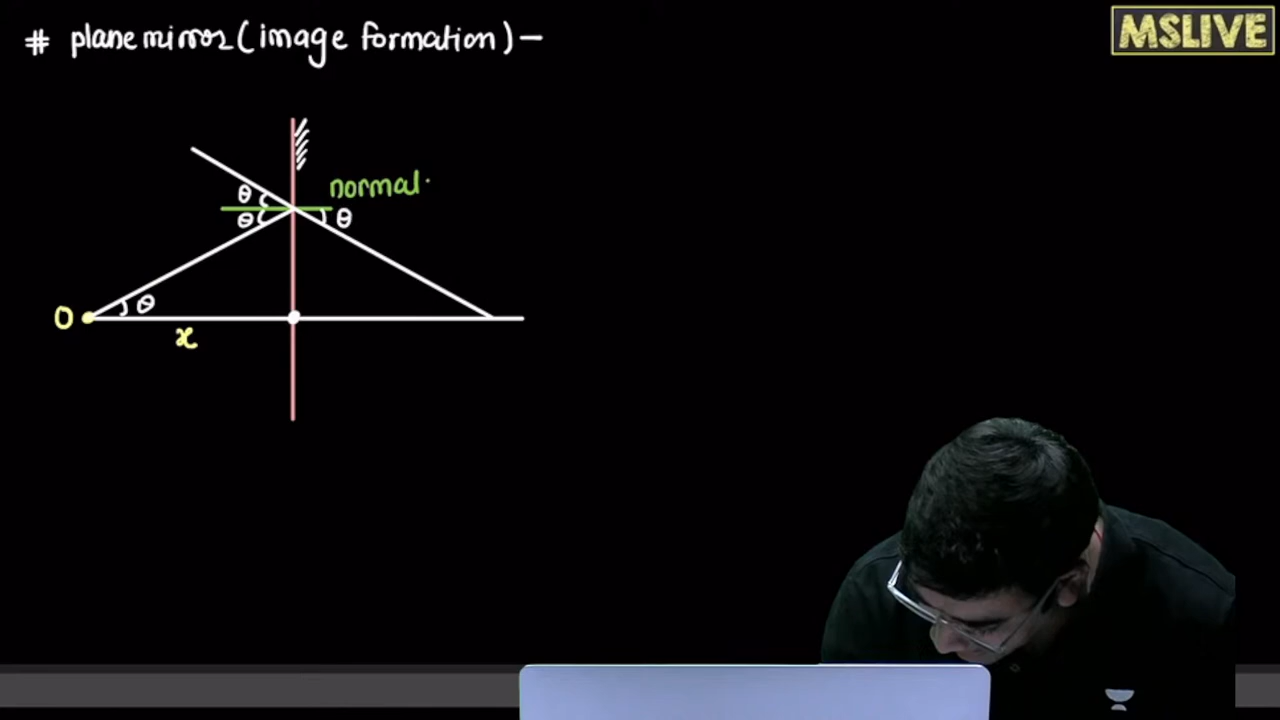 # plane mirror (image formation) -
MSLIVE
normal
θ
θ
θ
θ
O
x